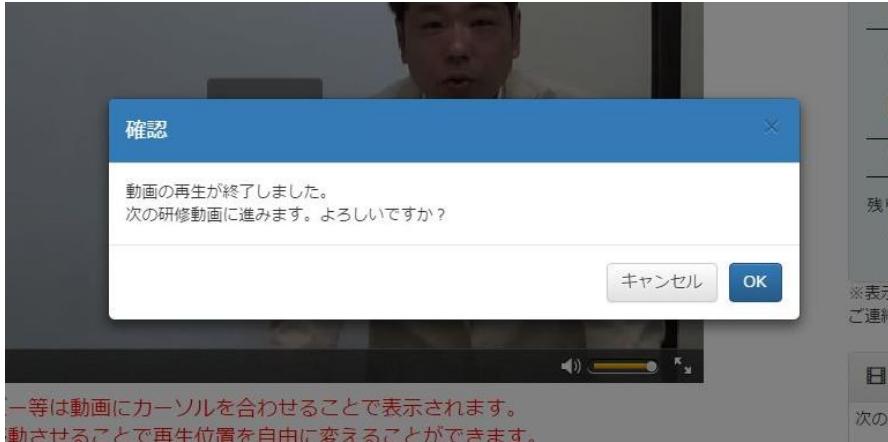 確認
×
動画の再生が終了しました。
次の研修動画に進みます。よろしいですか？
キャンセル
OK
残
※表示
ご連絡
ー等は動画にカーソルを合わせることで表示されます。
動させることで再生位置を自由に変えることができます。
次の